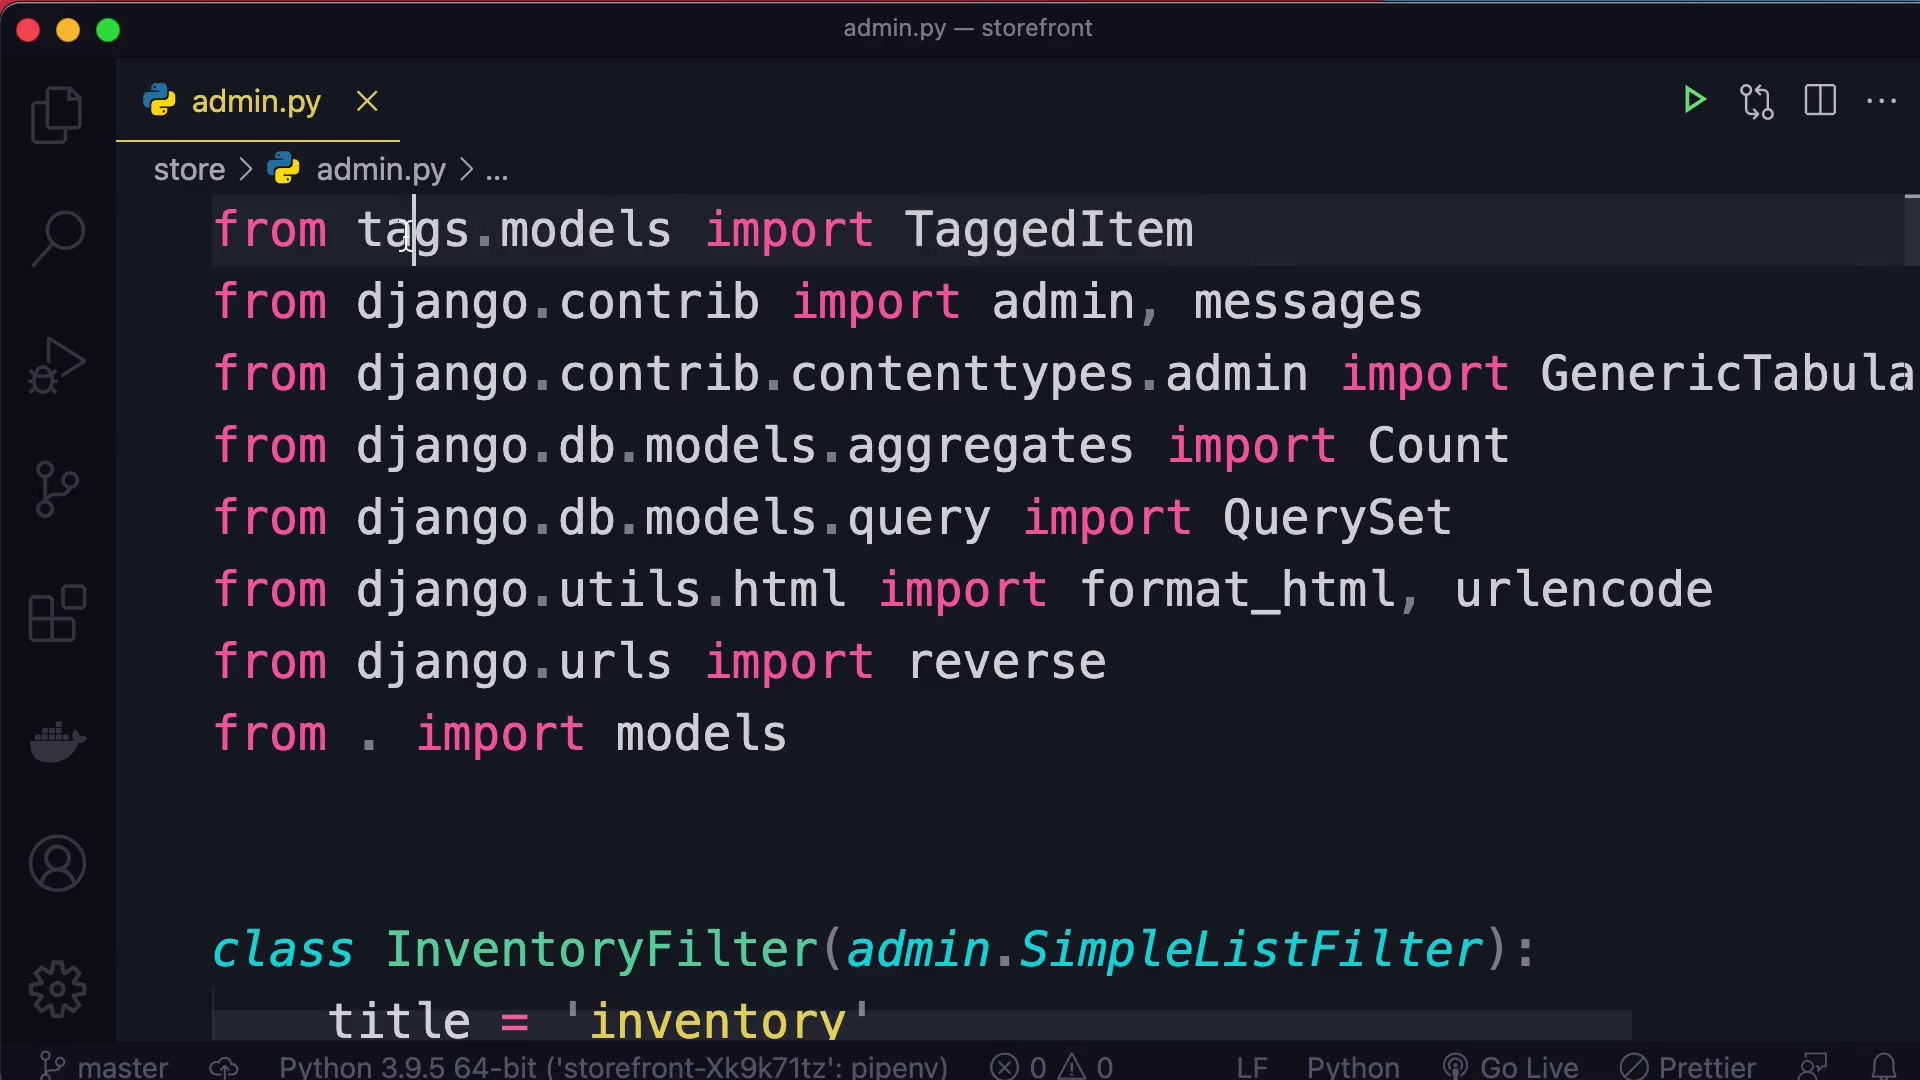 admin.py — storefront
admin.py
store > admin.py > ...
from tags.models import TaggedItem
from django.contrib import admin, messages
from django.contrib.contenttypes.admin import GenericTabula
from django.db.models.aggregates import Count
from django.db.models.query import QuerySet
from django.utils.html import format_html, urlencode
from django.urls import reverse
from . import models
class InventoryFilter(admin.SimpleListFilter):
title = 'inventory'
master Python 3.9.5 64-bit ('storefront-Xk9k71tz': pipenv) 0 0 LF Python Go Live Prettier